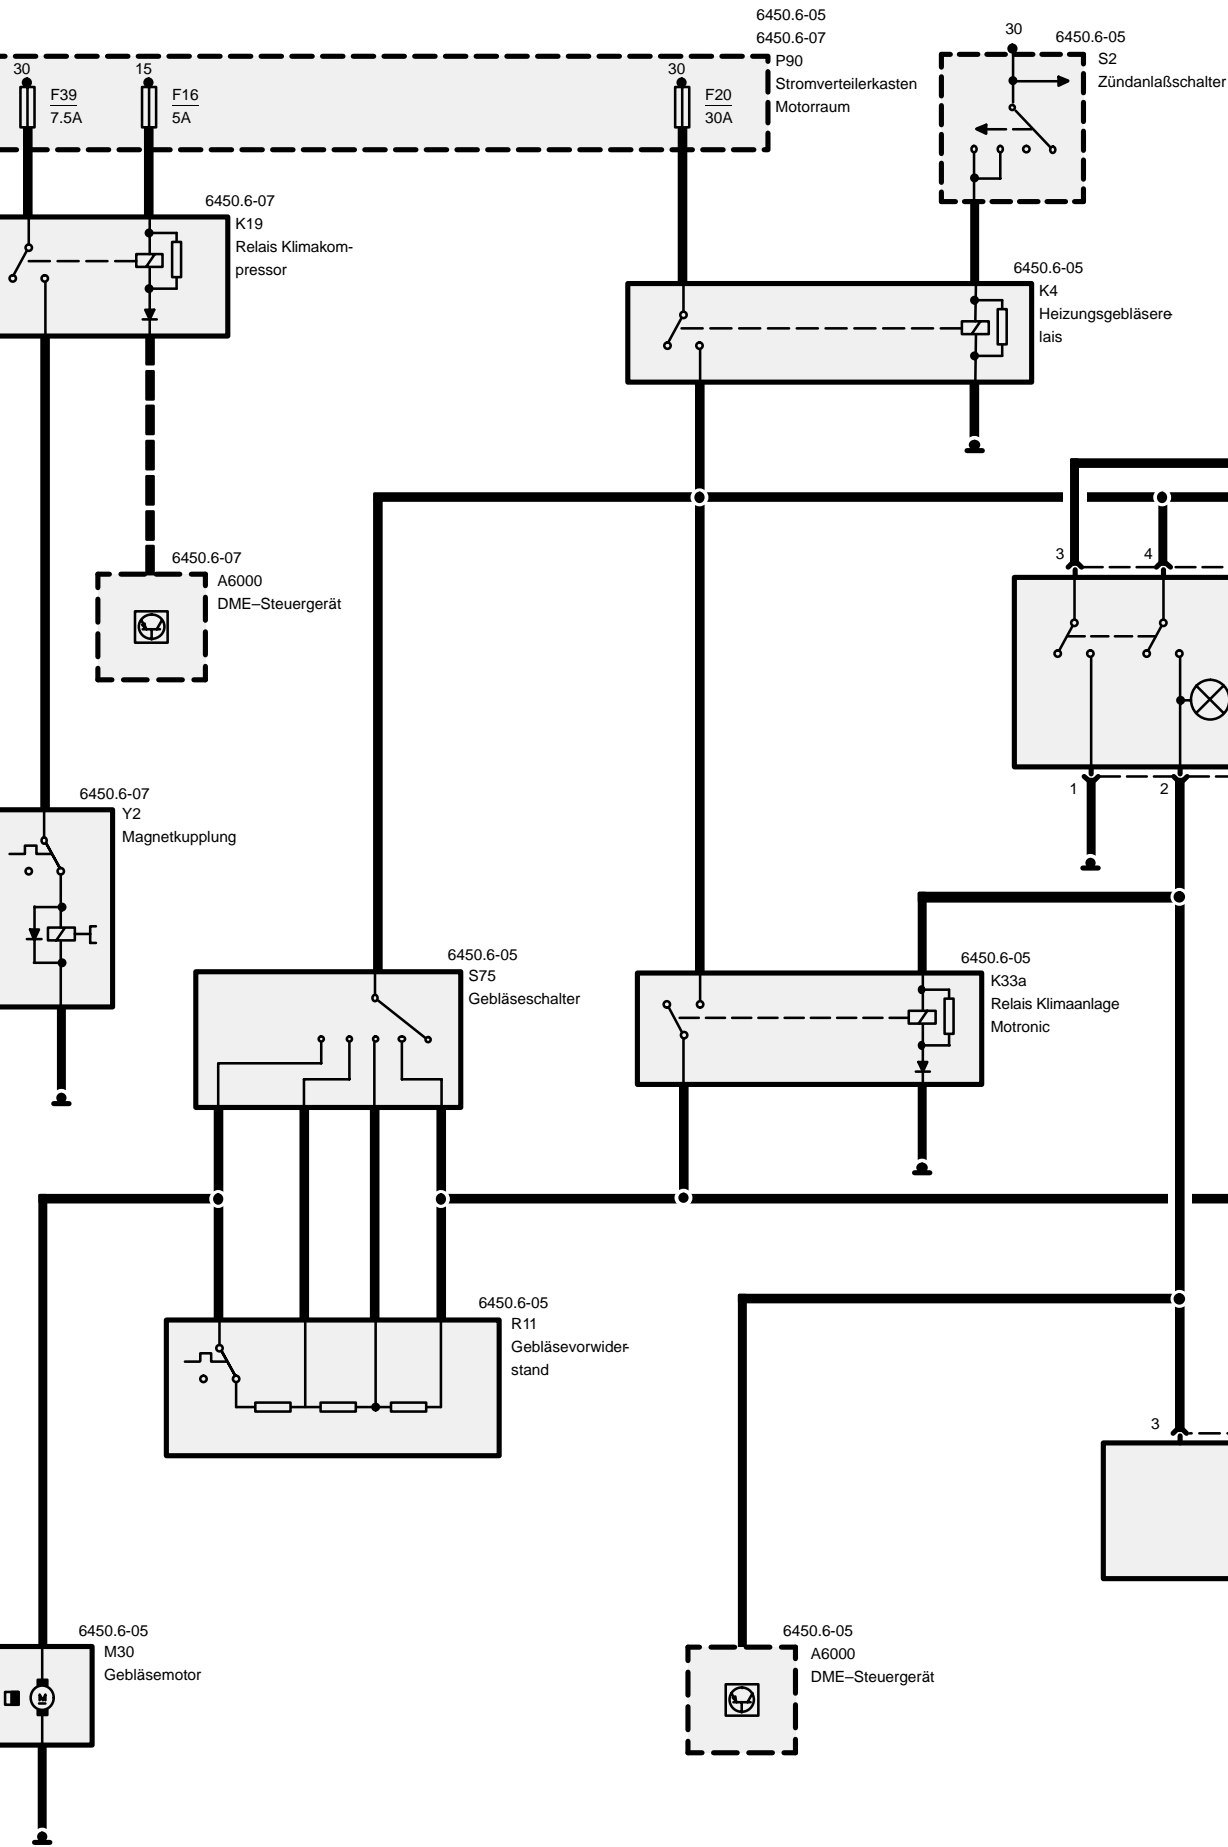 6450.6-05
6450.6-07
P90
Stromverteilerkasten
Motorraum
30
F39
7.5A
15
F16
5A
30
F20
30A
30
6450.6-05
S2
Zündanlaßschalter
6450.6-07
K19
Relais Klimakom-
pressor
6450.6-05
K4
Heizungsgebläsere-
lais
6450.6-07
A6000
DME–Steuergerät
3
4
1
2
6450.6-07
Y2
Magnetkupplung
6450.6-05
S75
Gebläseschalter
6450.6-05
K33a
Relais Klimaanlage
Motronic
6450.6-05
R11
Gebläsevorwider-
stand
3
6450.6-05
M30
Gebläsemotor
M
6450.6-05
A6000
DME–Steuergerät